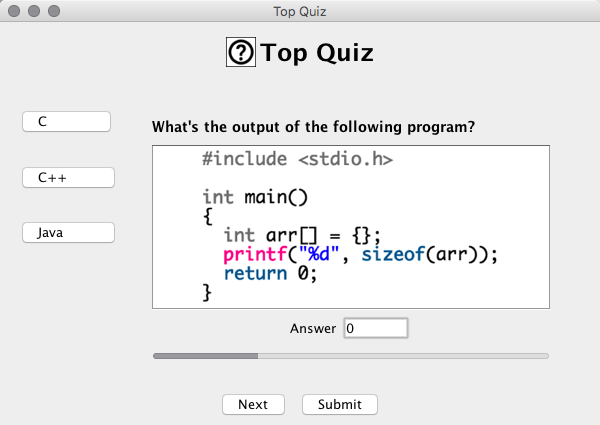 Top Quiz
Top Quiz
C
C++
Java
What's the output of the following program?
#include <stdio.h>
int main()
{
int arr[] = {};
printf("%d", sizeof(arr));
return 0;
}
Answer 0
Next Submit